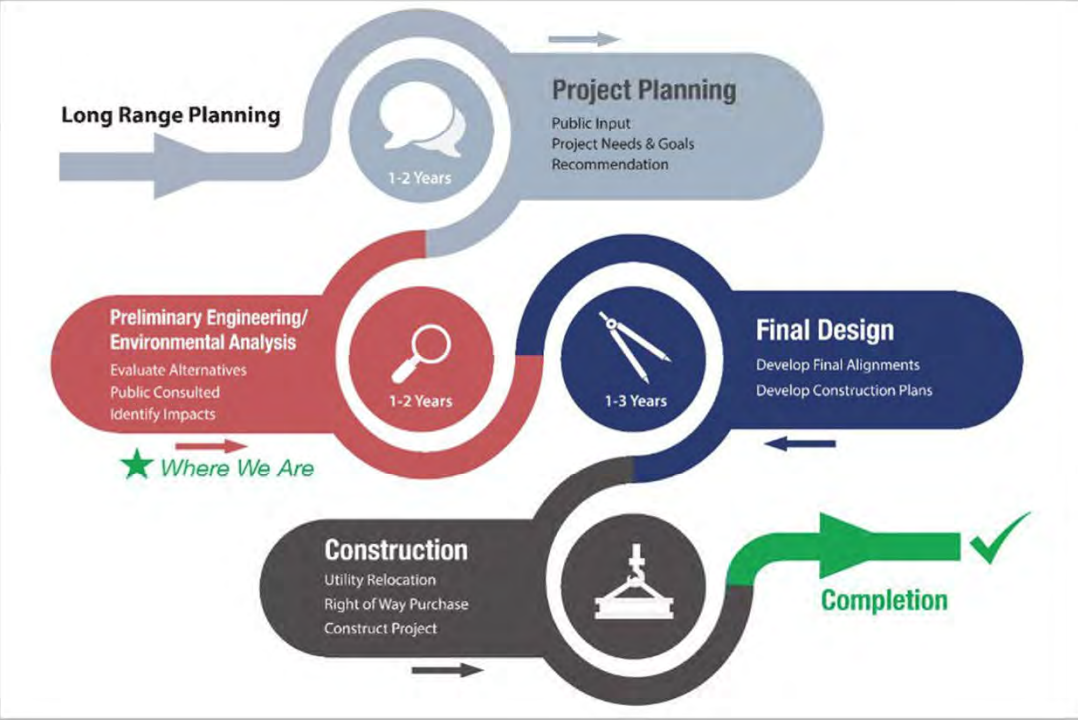 Long Range Planning
1-2 Years
Project Planning
Public Input
Project Needs & Goals
Recommendation
Preliminary Engineering/
Environmental Analysis
Evaluate Alternatives
Public Consulted
Identify Impacts
1-2 Years
Where We Are
1-3 Years
Final Design
Develop Final Alignments
Develop Construction Plans
Construction
Utility Relocation
Right of Way Purchase
Construct Project
Completion